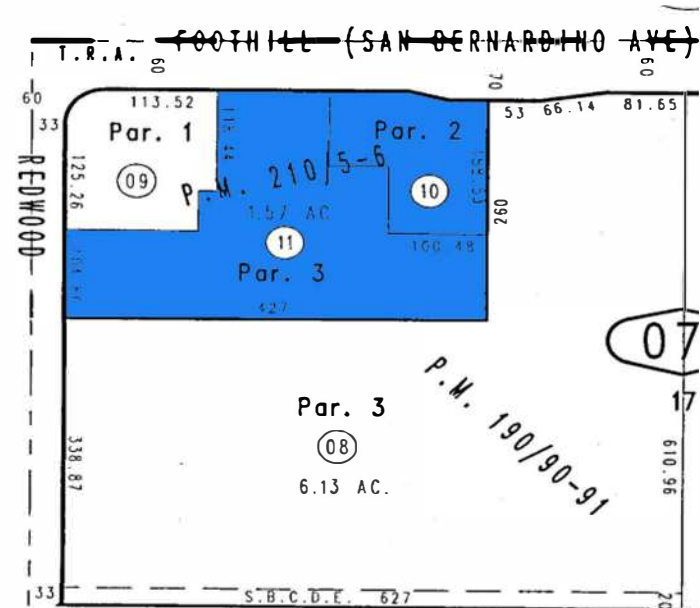 FOOTHILL (SAN BERNARDINO AVE)
T.R.A.
60
70
60
60
33
113.52
53 66.14 81.65
REDWOOD
125.26
Par. 1
09
Par. 2
10
P.M. 210/5-6
1.57 AC
11
Par. 3
100.48
260
427
07
17
P.M. 190/90-91
Par. 3
08
6.13 AC.
338.87
610.96
33
S.B.C.D.E. 627
20